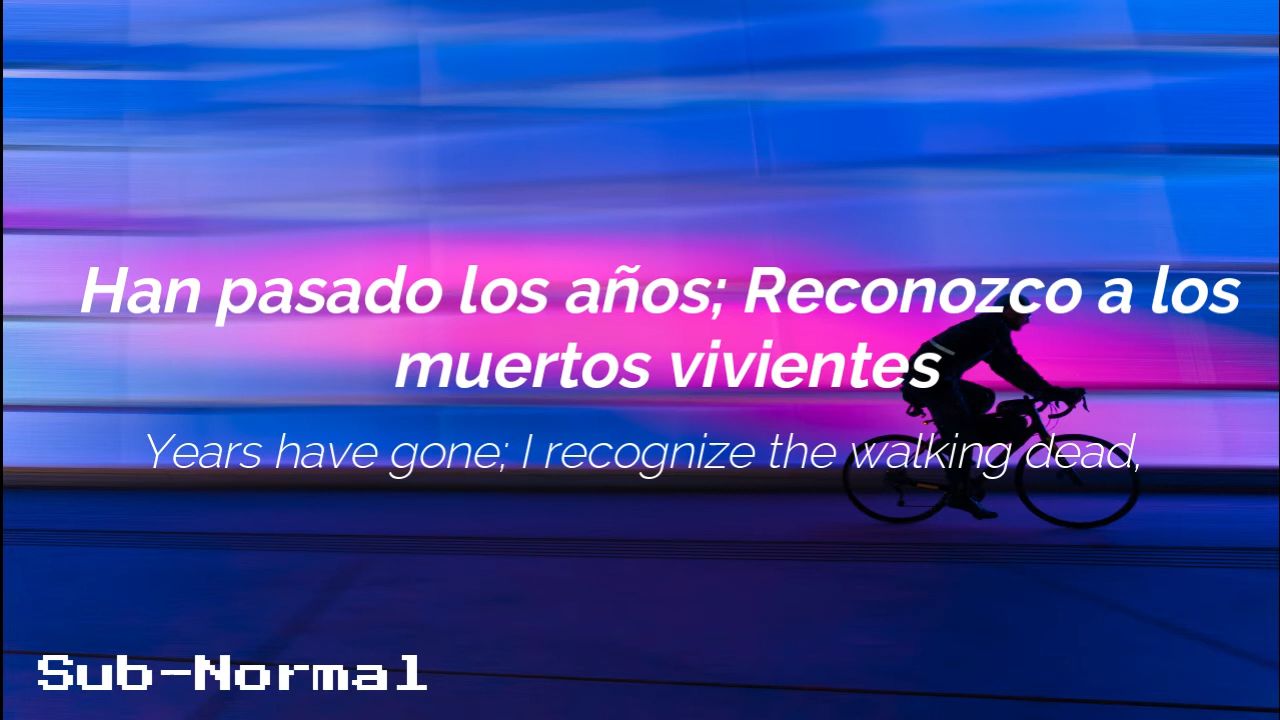 Han pasado los años; Reconozco a los
muertos vivientes
Years have gone; I recognize the walking dead,
Sub-Normal